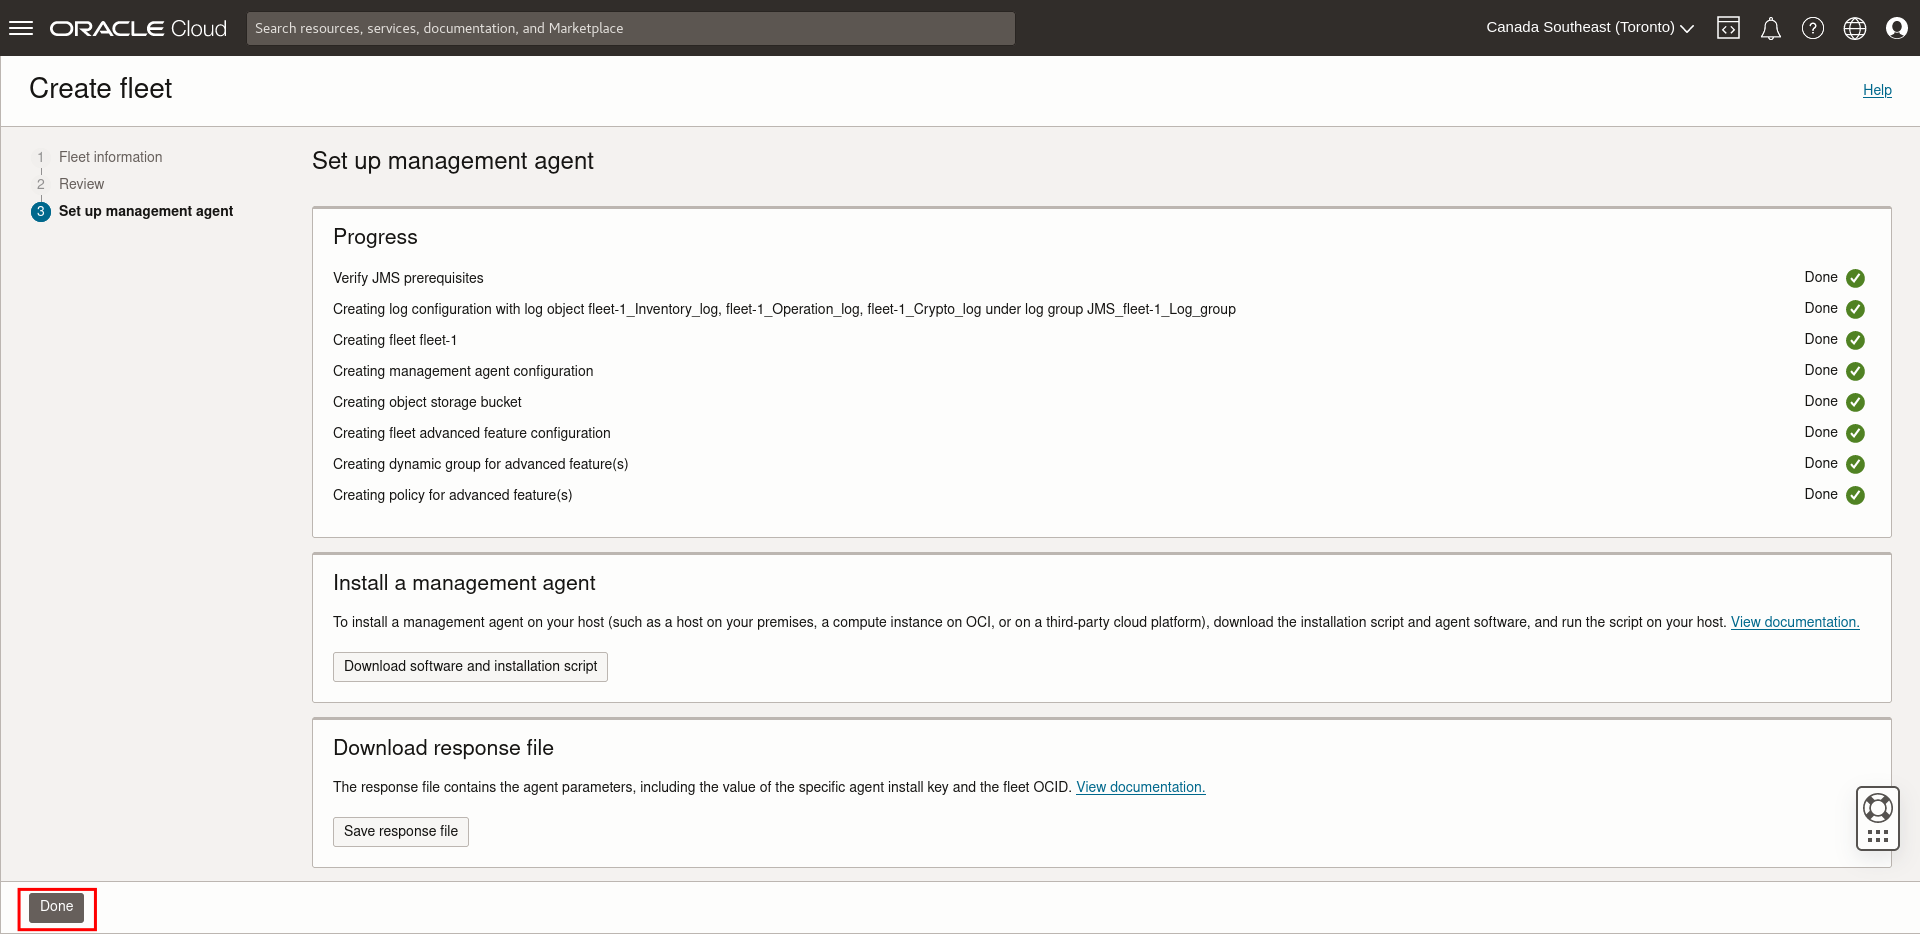 ORACLE Cloud
Search resources, services, documentation, and Marketplace
Canada Southeast (Toronto)
Create fleet
Help
1 Fleet information
2 Review
3 Set up management agent
Set up management agent
Progress
Verify JMS prerequisites Done
Creating log configuration with log object fleet-1_Inventory_log, fleet-1_Operation_log, fleet-1_Crypto_log under log group JMS_fleet-1_Log_group Done
Creating fleet fleet-1 Done
Creating management agent configuration Done
Creating object storage bucket Done
Creating fleet advanced feature configuration Done
Creating dynamic group for advanced feature(s) Done
Creating policy for advanced feature(s) Done
Install a management agent
To install a management agent on your host (such as a host on your premises, a compute instance on OCI, or on a third-party cloud platform), download the installation script and agent software, and run the script on your host. View documentation.
Download software and installation script
Download response file
The response file contains the agent parameters, including the value of the specific agent install key and the fleet OCID. View documentation.
Save response file
Done